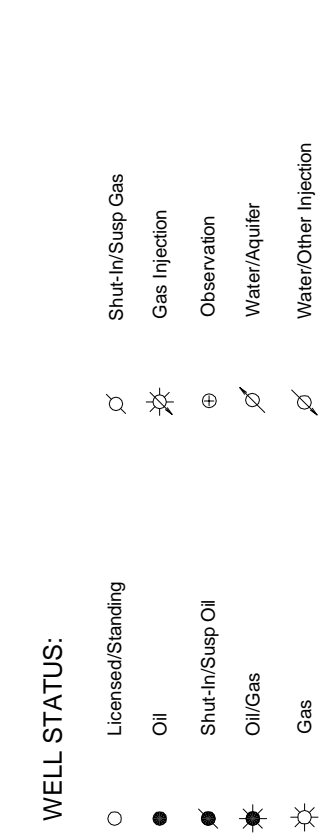 WELL STATUS:
Licensed/Standing
Oil
Shut-In/Susp Oil
Oil/Gas
Gas
Shut-In/Susp Gas
Gas Injection
Observation
Water/Aquifer
Water/Other Injection